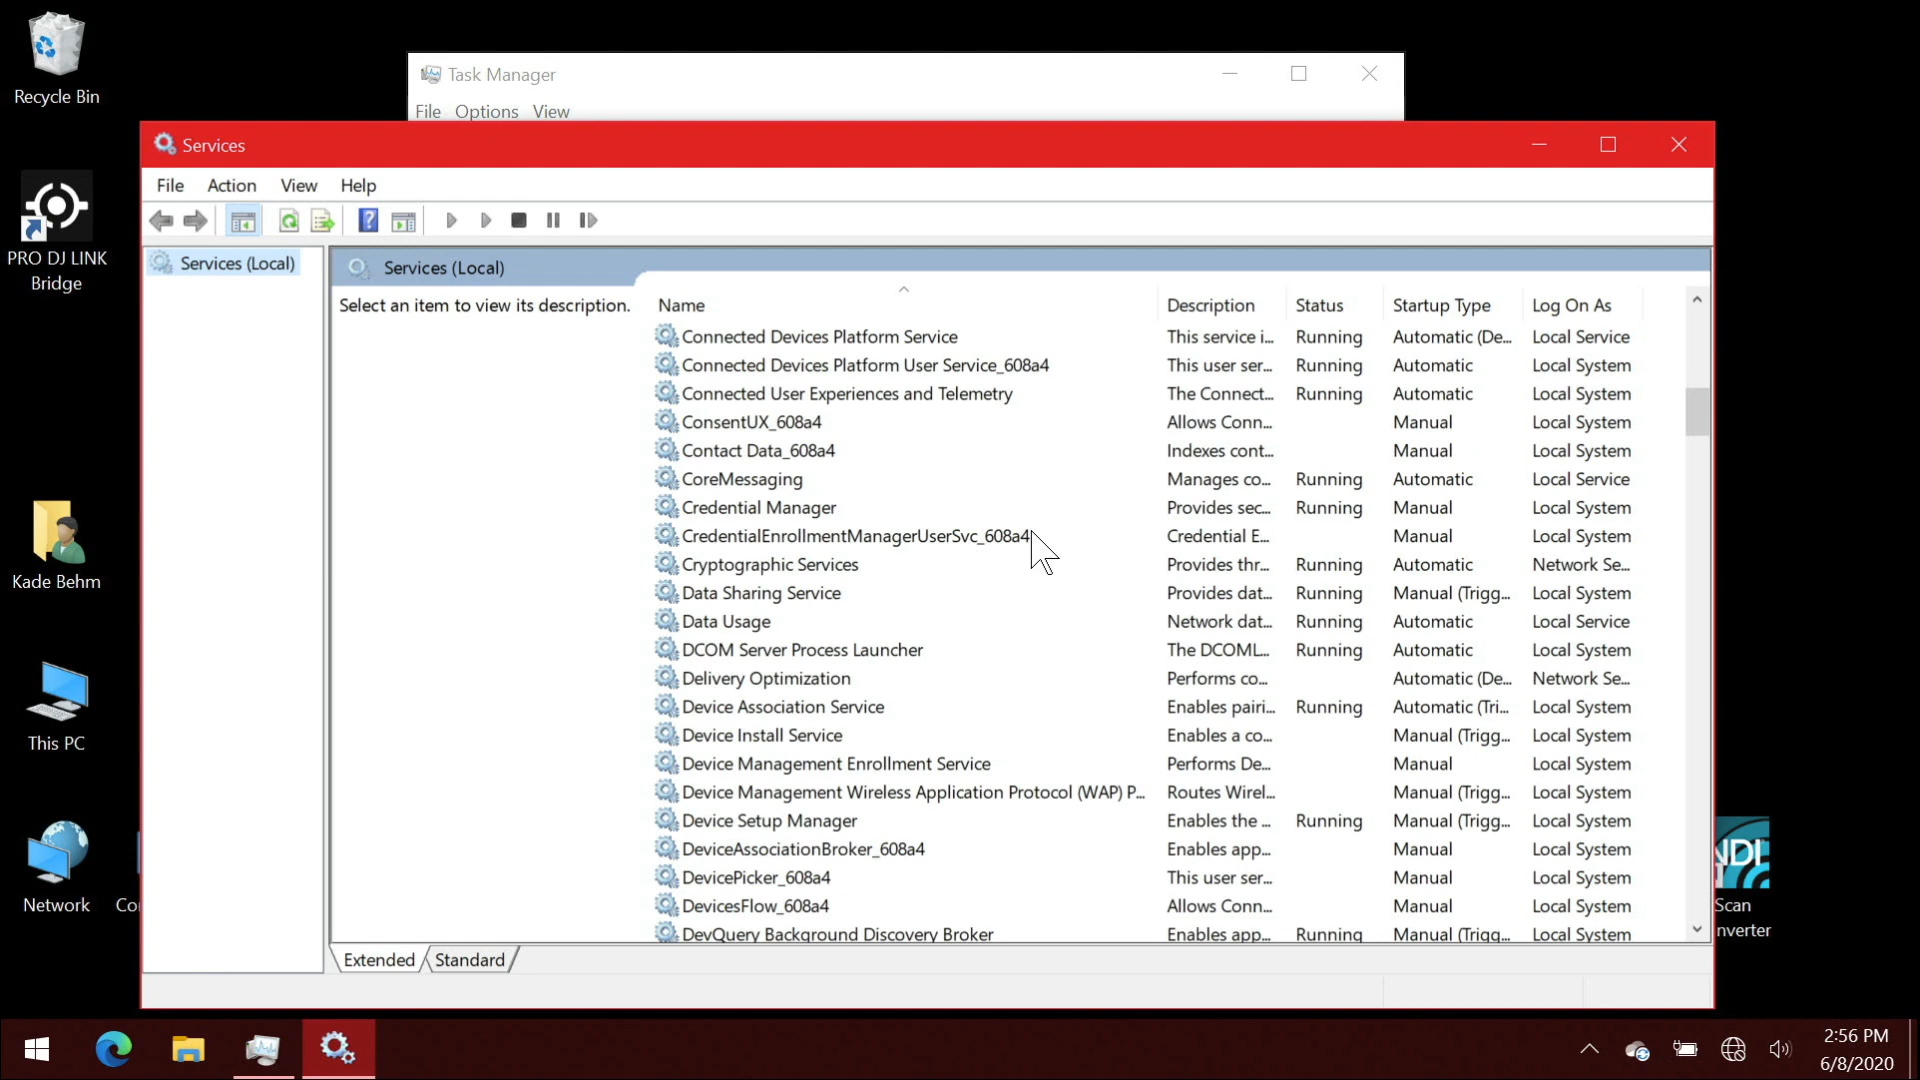 Recycle Bin
PRO DJ LINK
Bridge
Kade Behm
This PC
Network
Co
Task Manager
File Options View
Services
File Action View Help
Services (Local)
Services (Local)
Select an item to view its description.
Name Description Status Startup Type Log On As
Connected Devices Platform Service This service i... Running Automatic (De... Local Service
Connected Devices Platform User Service_608a4 This user ser... Running Automatic Local System
Connected User Experiences and Telemetry The Connect... Running Automatic Local System
ConsentUX_608a4 Allows Conn... Manual Local System
Contact Data_608a4 Indexes cont... Manual Local System
CoreMessaging Manages co... Running Automatic Local Service
Credential Manager Provides sec... Running Manual Local System
CredentialEnrollmentManagerUserSvc_608a4 Credential E... Manual Local System
Cryptographic Services Provides thr... Running Automatic Network Se...
Data Sharing Service Provides dat... Running Manual (Trigg... Local System
Data Usage Network dat... Running Automatic Local Service
DCOM Server Process Launcher The DCOML... Running Automatic Local System
Delivery Optimization Performs co... Automatic (De... Network Se...
Device Association Service Enables pairi... Running Automatic (Tri... Local System
Device Install Service Enables a co... Manual (Trigg... Local System
Device Management Enrollment Service Performs De... Manual Local System
Device Management Wireless Application Protocol (WAP) P... Routes Wirel... Manual (Trigg... Local System
Device Setup Manager Enables the ... Running Manual (Trigg... Local System
DeviceAssociationBroker_608a4 Enables app... Manual Local System
DevicePicker_608a4 This user ser... Manual Local System
DevicesFlow_608a4 Allows Conn... Manual Local System
DevQuery Background Discovery Broker Enables app... Running Manual (Trigg... Local System
Extended Standard
NDI
Scan
nverter
2:56 PM
6/8/2020